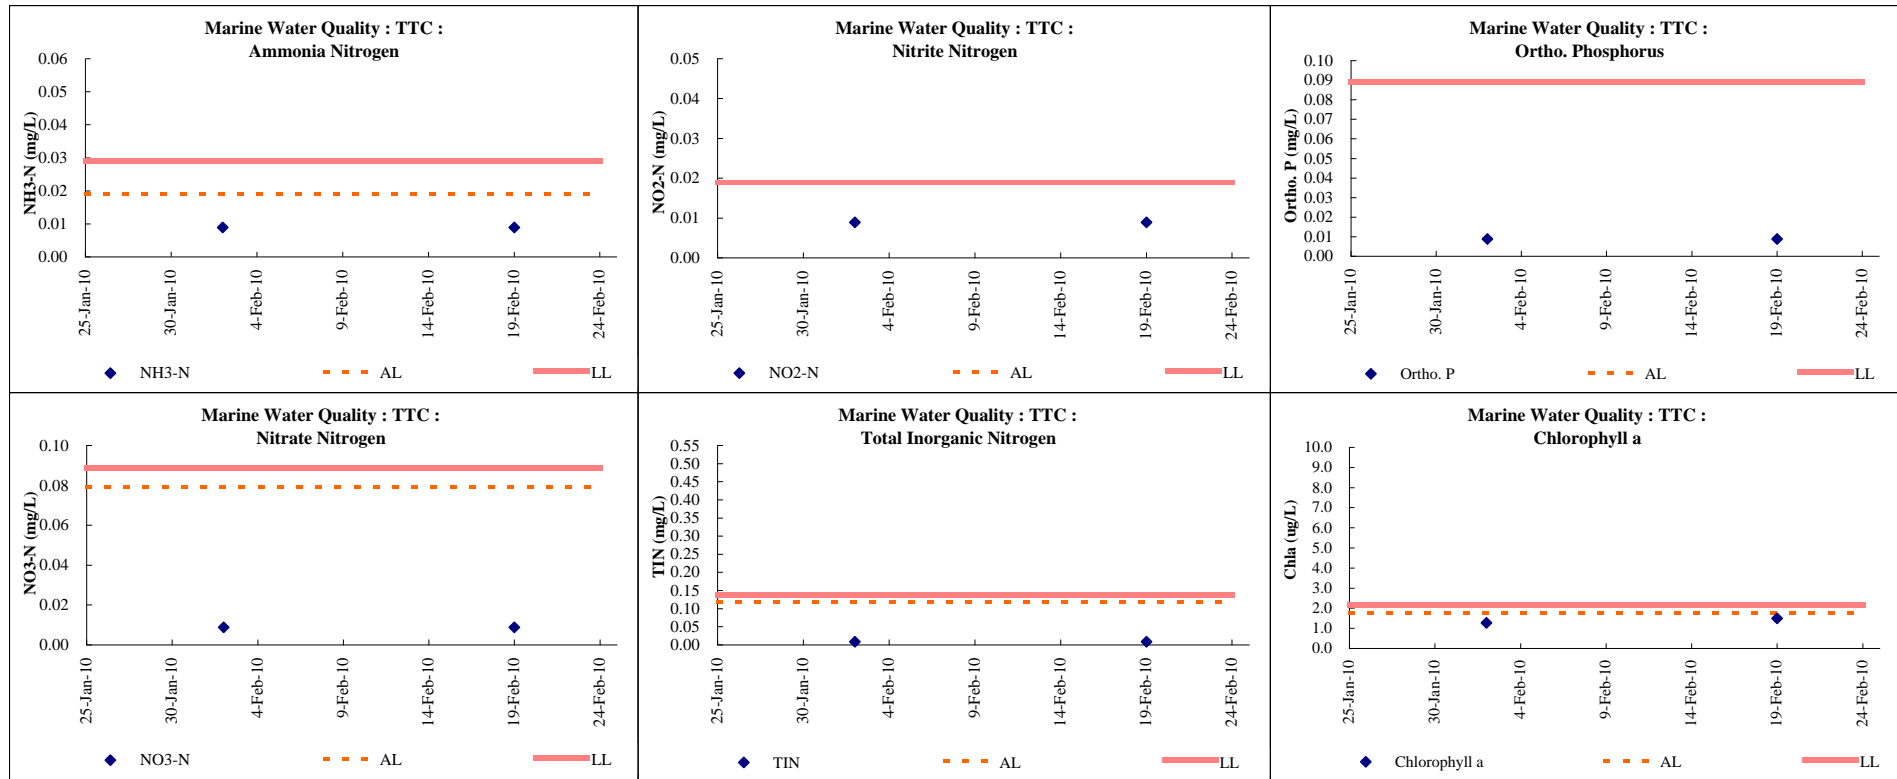 Marine Water Quality : TTC :
Ammonia Nitrogen
NH3-N (mg/L)
0.06
0.05
0.04
0.03
0.02
0.01
0.00
25-Jan-10
30-Jan-10
4-Feb-10
9-Feb-10
14-Feb-10
19-Feb-10
24-Feb-10
NH3-N AL LL
Marine Water Quality : TTC :
Nitrite Nitrogen
NO2-N (mg/L)
0.05
0.04
0.03
0.02
0.01
0.00
25-Jan-10
30-Jan-10
4-Feb-10
9-Feb-10
14-Feb-10
19-Feb-10
24-Feb-10
NO2-N AL LL
Marine Water Quality : TTC :
Ortho. Phosphorus
Ortho. P (mg/L)
0.10
0.09
0.08
0.07
0.06
0.05
0.04
0.03
0.02
0.01
0.00
25-Jan-10
30-Jan-10
4-Feb-10
9-Feb-10
14-Feb-10
19-Feb-10
24-Feb-10
Ortho. P AL LL
Marine Water Quality : TTC :
Nitrate Nitrogen
NO3-N (mg/L)
0.10
0.08
0.06
0.04
0.02
0.00
25-Jan-10
30-Jan-10
4-Feb-10
9-Feb-10
14-Feb-10
19-Feb-10
24-Feb-10
NO3-N AL LL
Marine Water Quality : TTC :
Total Inorganic Nitrogen
TIN (mg/L)
0.55
0.50
0.45
0.40
0.35
0.30
0.25
0.20
0.15
0.10
0.05
0.00
25-Jan-10
30-Jan-10
4-Feb-10
9-Feb-10
14-Feb-10
19-Feb-10
24-Feb-10
TIN AL LL
Marine Water Quality : TTC :
Chlorophyll a
Chla (ug/L)
10.0
9.0
8.0
7.0
6.0
5.0
4.0
3.0
2.0
1.0
0.0
25-Jan-10
30-Jan-10
4-Feb-10
9-Feb-10
14-Feb-10
19-Feb-10
24-Feb-10
Chlorophyll a AL LL